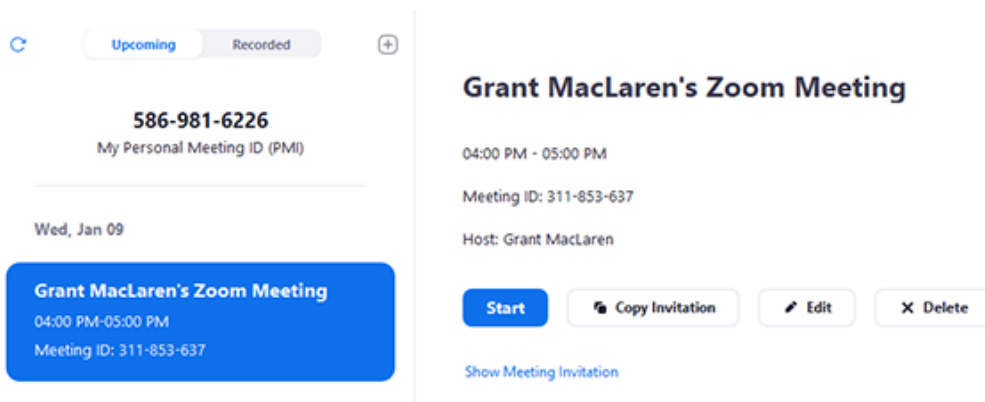 Upcoming Recorded
586-981-6226
My Personal Meeting ID (PMI)
Wed, Jan 09
Grant MacLaren's Zoom Meeting
04:00 PM-05:00 PM
Meeting ID: 311-853-637
Grant MacLaren's Zoom Meeting
04:00 PM - 05:00 PM
Meeting ID: 311-853-637
Host: Grant MacLaren
Start Copy Invitation Edit Delete
Show Meeting Invitation